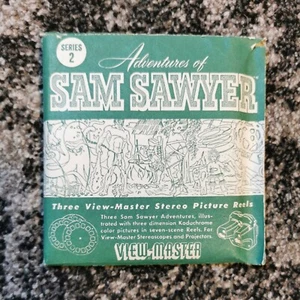 SERIES
2
Adventures of
SAM SAWYER
Three View-Master Stereo Picture Reels
Three Sam Sawyer Adventures, illus-
trated with three dimension Kodachrome
color pictures in seven-scene Reels. For
View-Master Stereoscopes and Projectors.
VIEW-MASTER